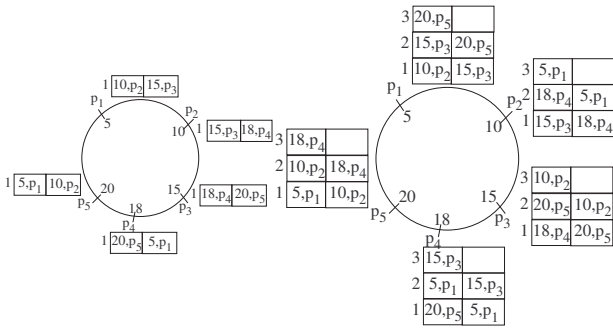 1 10,p2 15,p3
p1
5
p2
10
1 15,p3 18,p4
15
p3
1 18,p4 20,p5
18
p4
1 20,p5 5,p1
20
p5
1 5,p1 10,p2
3 20,p5
2 15,p3 20,p5
1 10,p2 15,p3
p1
5
p2
10
3 5,p1
2 18,p4 5,p1
1 15,p3 18,p4
15
p3
3 10,p2
2 20,p5 10,p2
1 18,p4 20,p5
18
p4
3 15,p3
2 5,p1 15,p3
1 20,p5 5,p1
20
p5
3 18,p4
2 10,p2 18,p4
1 5,p1 10,p2